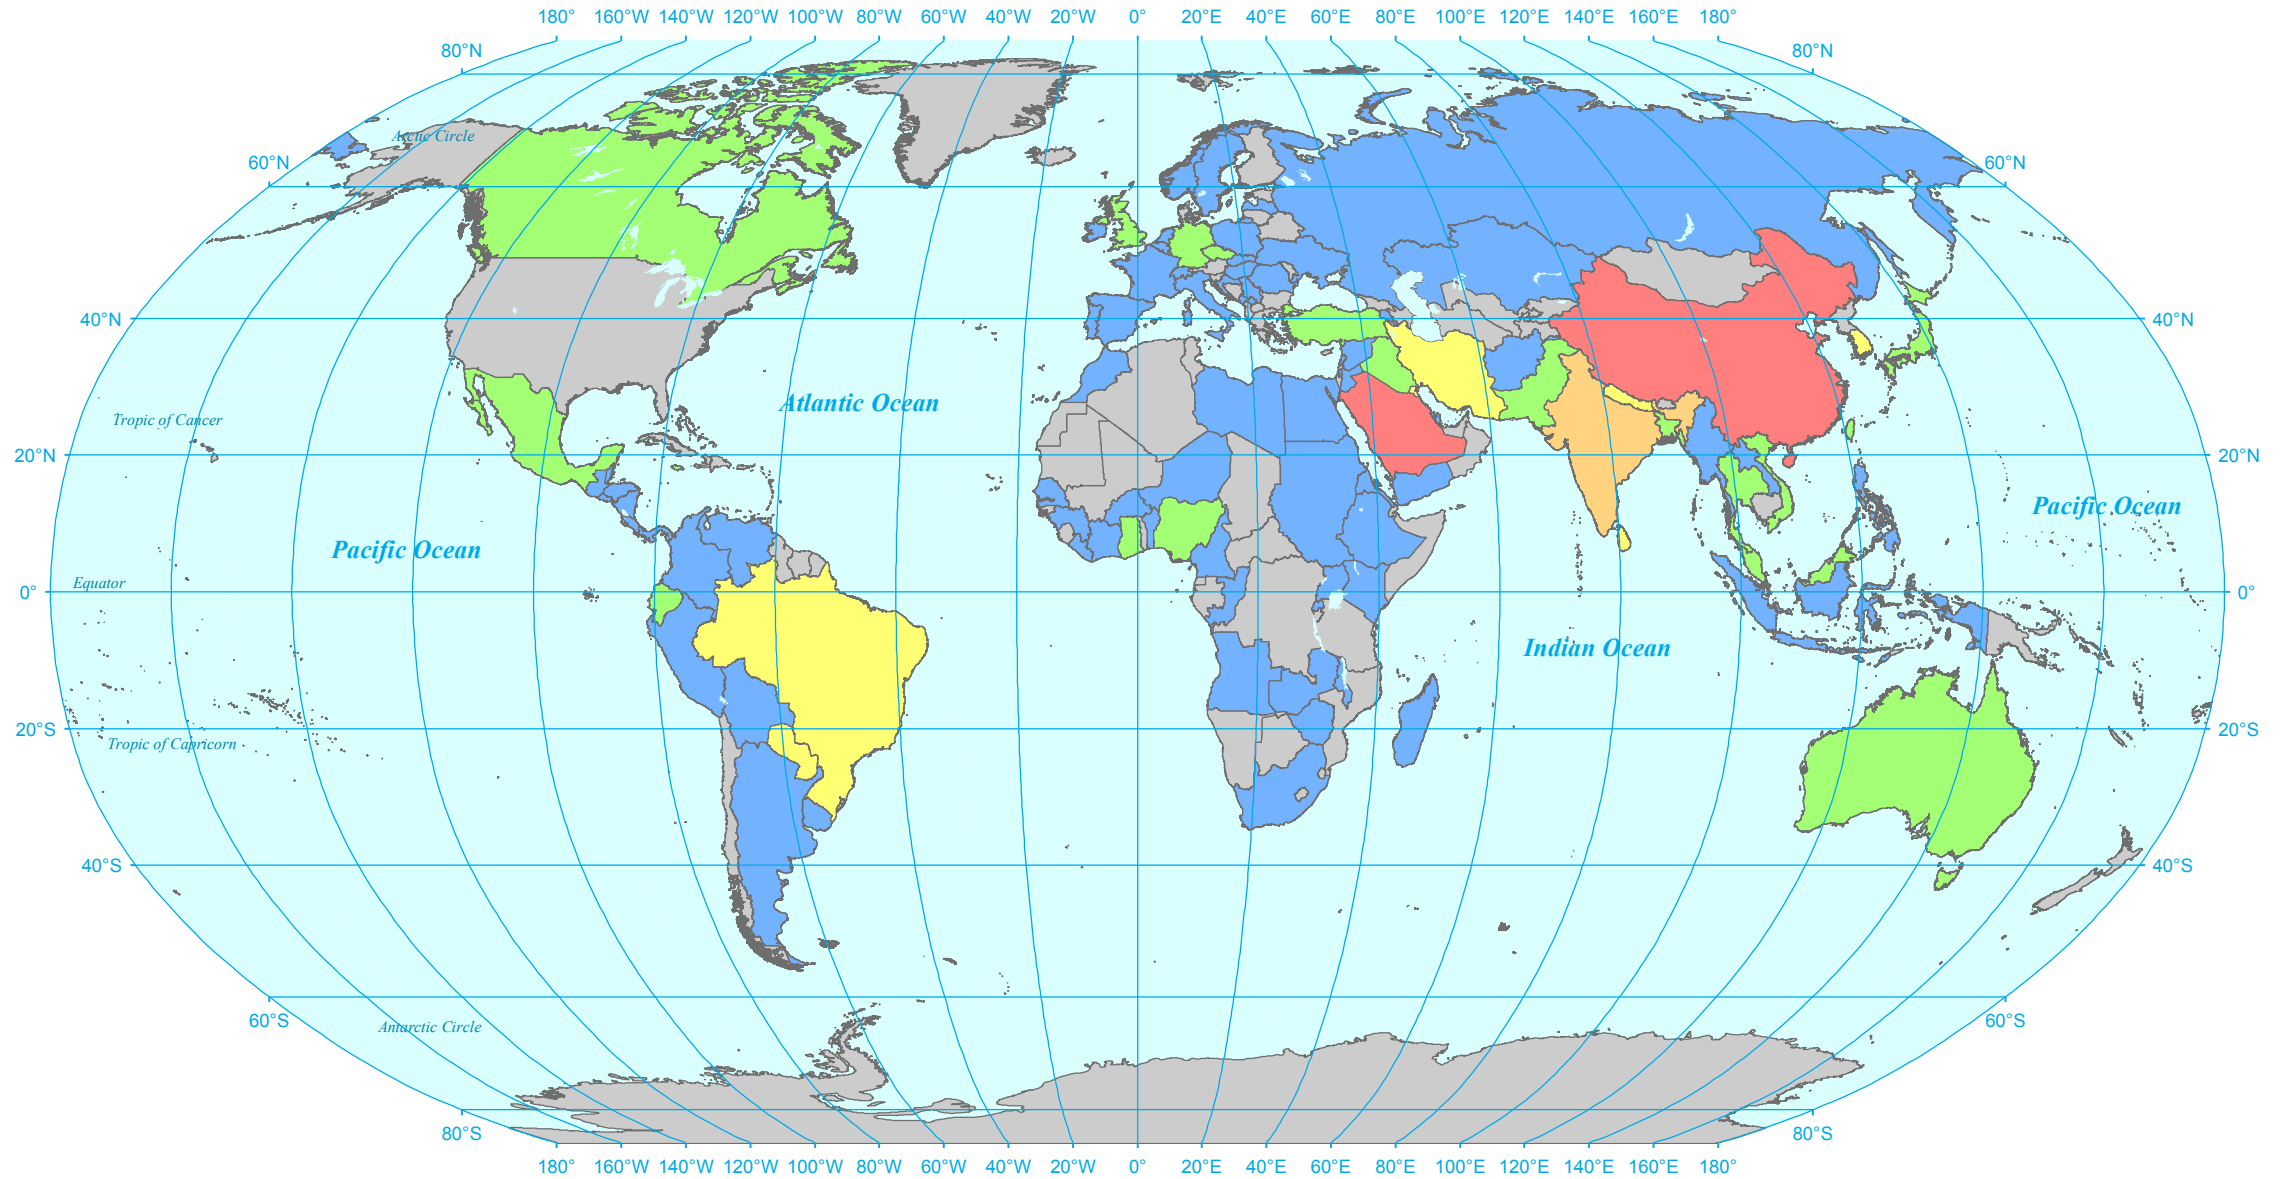 180° 160°W 140°W 120°W 100°W 80°W 60°W 40°W 20°W 0° 20°E 40°E 60°E 80°E 100°E 120°E 140°E 160°E 180°
80°N 80°N
Arctic Circle
60°N 60°N
40°N 40°N
Atlantic Ocean
Tropic of Cancer
20°N 20°N
Pacific Ocean
Pacific Ocean
Equator
0° 0°
Indian Ocean
20°S 20°S
Tropic of Capricorn
40°S 40°S
60°S 60°S
Antarctic Circle
80°S 80°S
180° 160°W 140°W 120°W 100°W 80°W 60°W 40°W 20°W 0° 20°E 40°E 60°E 80°E 100°E 120°E 140°E 160°E 180°